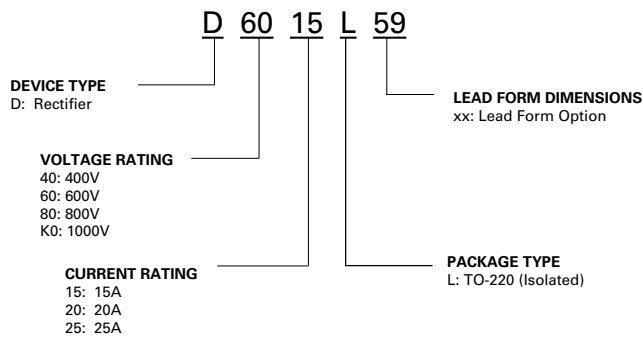 D 60 15 L 59
DEVICE TYPE
D: Rectifier
VOLTAGE RATING
40: 400V
60: 600V
80: 800V
K0: 1000V
CURRENT RATING
15: 15A
20: 20A
25: 25A
LEAD FORM DIMENSIONS
xx: Lead Form Option
PACKAGE TYPE
L: TO-220 (Isolated)